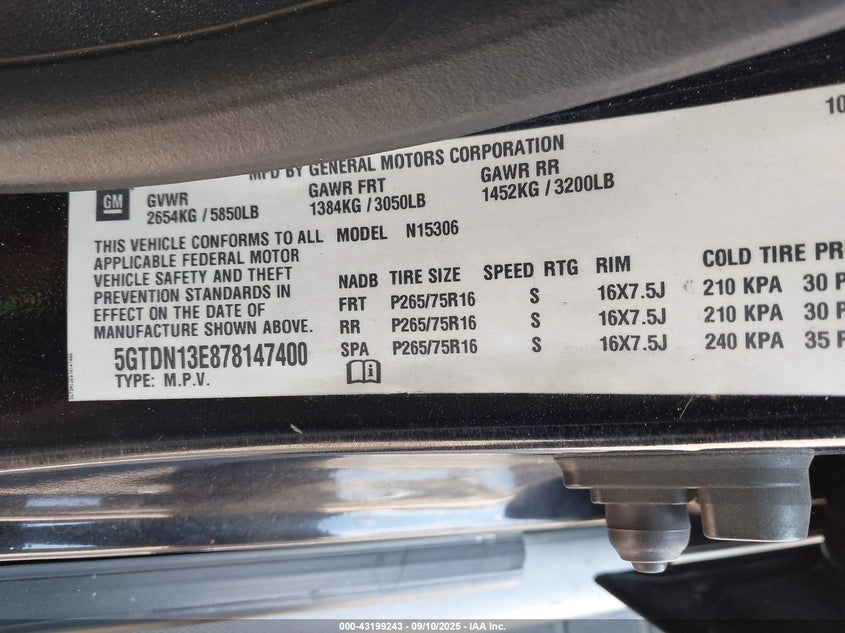 10
MFD BY GENERAL MOTORS CORPORATION
GM
GVWR GAWR FRT GAWR RR
2654KG / 5850LB 1384KG / 3050LB 1452KG / 3200LB
THIS VEHICLE CONFORMS TO ALL
APPLICABLE FEDERAL MOTOR
VEHICLE SAFETY AND THEFT
PREVENTION STANDARDS IN
EFFECT ON THE DATE OF
MANUFACTURE SHOWN ABOVE.
5GTDN13E878147400
TYPE: M.P.V.
MODEL N15306
NADB TIRE SIZE SPEED RTG RIM COLD TIRE PR
FRT P265/75R16 S 16X7.5J 210 KPA 30 P
RR P265/75R16 S 16X7.5J 210 KPA 30 P
SPA P265/75R16 S 16X7.5J 240 KPA 35 P
000-43199243 - 09/10/2025 - IAA Inc.